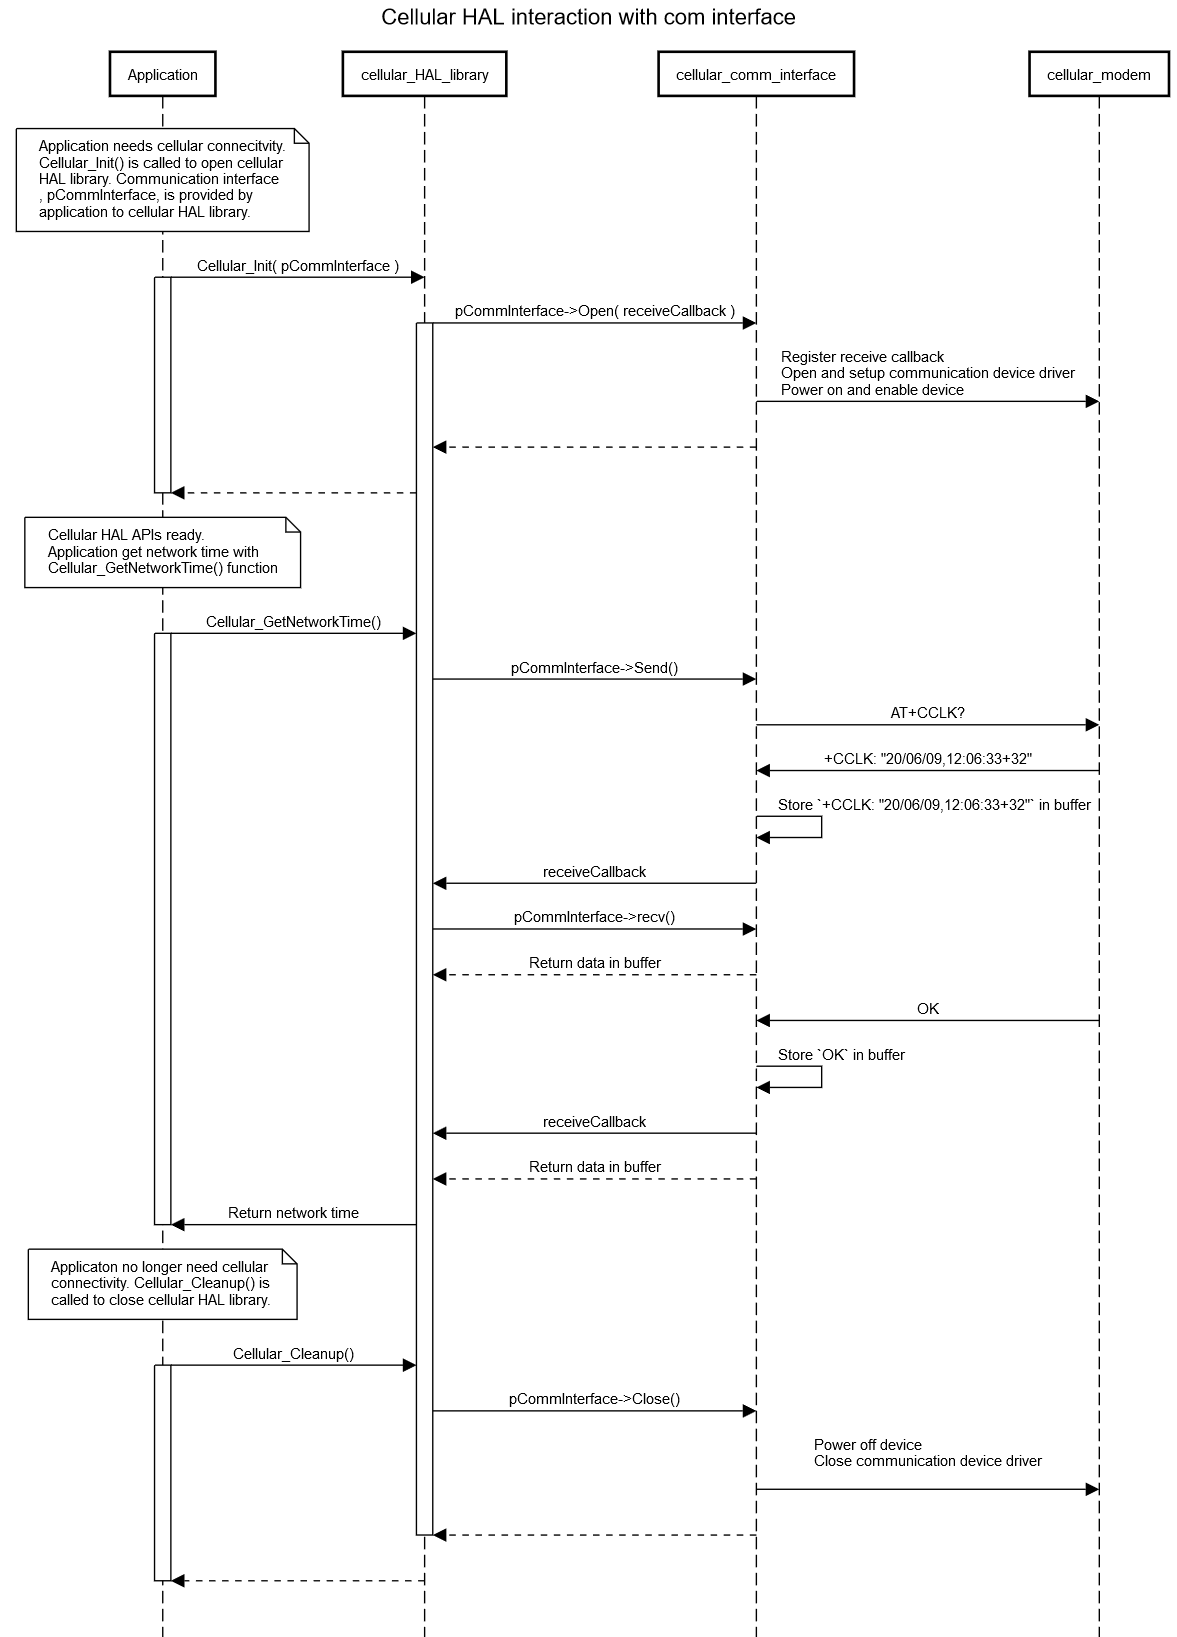 Cellular HAL interaction with com interface
Application
cellular_HAL_library
cellular_comm_interface
cellular_modem
Application needs cellular connecitvity.
Cellular_Init() is called to open cellular
HAL library. Communication interface
, pCommInterface, is provided by
application to cellular HAL library.
Cellular_Init( pCommInterface )
pCommInterface->Open( receiveCallback )
Register receive callback
Open and setup communication device driver
Power on and enable device
Cellular HAL APIs ready.
Application get network time with
Cellular_GetNetworkTime() function
Cellular_GetNetworkTime()
pCommInterface->Send()
AT+CCLK?
+CCLK: "20/06/09,12:06:33+32"
Store `+CCLK: "20/06/09,12:06:33+32"` in buffer
receiveCallback
pCommInterface->recv()
Return data in buffer
OK
Store `OK` in buffer
receiveCallback
Return data in buffer
Return network time
Applicaton no longer need cellular
connectivity. Cellular_Cleanup() is
called to close cellular HAL library.
Cellular_Cleanup()
pCommInterface->Close()
Power off device
Close communication device driver